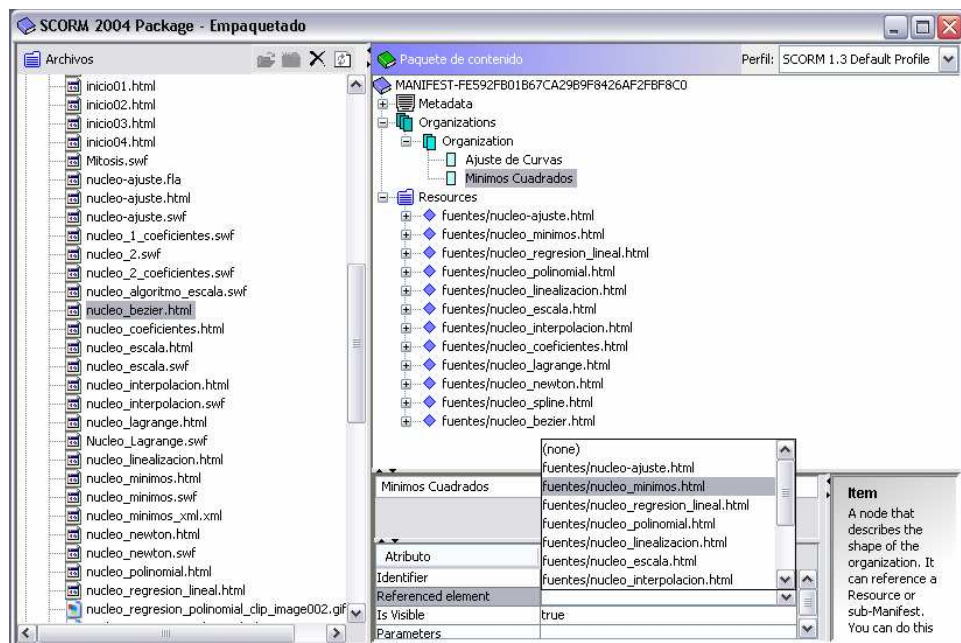 SCORM 2004 Package - Empaquetado
Archivos
inicio01.html
inicio02.html
inicio03.html
inicio04.html
Mitosis.swf
nucleo-ajuste.fla
nucleo-ajuste.html
nucleo-ajuste.swf
nucleo_1_coeficientes.swf
nucleo_2.swf
nucleo_2_coeficientes.swf
nucleo_algoritmo_escala.swf
nucleo_bezier.html
nucleo_coeficientes.html
nucleo_escala.html
nucleo_escala.swf
nucleo_interpolacion.html
nucleo_interpolacion.swf
nucleo_lagrange.html
Nucleo_Lagrange.swf
nucleo_linealizacion.html
nucleo_minimos.html
nucleo_minimos.swf
nucleo_minimos_xml.xml
nucleo_newton.html
nucleo_newton.swf
nucleo_polinomial.html
nucleo_regresion_lineal.html
nucleo_regresion_polinomial_clip_image002.gif
Paquete de contenido
Perfil: SCORM 1.3 Default Profile
MANIFEST-FE592FB01B67CA29B9F8426AF2FBF8C0
Metadata
Organizations
Organization
Ajuste de Curvas
Minimos Cuadrados
Resources
fuentes/nucleo-ajuste.html
fuentes/nucleo_minimos.html
fuentes/nucleo_regresion_lineal.html
fuentes/nucleo_polinomial.html
fuentes/nucleo_linealizacion.html
fuentes/nucleo_escala.html
fuentes/nucleo_interpolacion.html
fuentes/nucleo_coeficientes.html
fuentes/nucleo_lagrange.html
fuentes/nucleo_newton.html
fuentes/nucleo_spline.html
fuentes/nucleo_bezier.html
Minimos Cuadrados
(none)
fuentes/nucleo-ajuste.html
fuentes/nucleo_minimos.html
fuentes/nucleo_regresion_lineal.html
fuentes/nucleo_polinomial.html
fuentes/nucleo_linealizacion.html
fuentes/nucleo_escala.html
fuentes/nucleo_interpolacion.html
Atributo
Identifier
Referenced element
Is Visible true
Parameters
Item
A node that
describes the
shape of the
organization. It
can reference a
Resource or
sub-Manifest.
You can do this